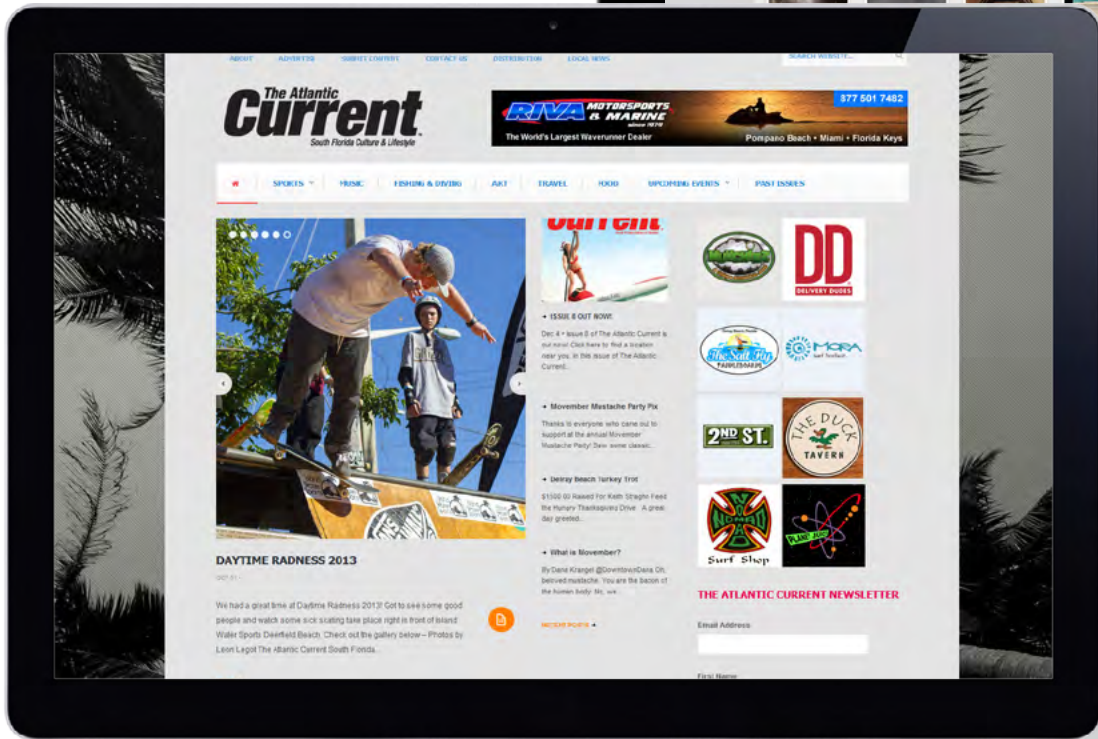 ABOUT ADVERTISE SUBMIT CONTENT CONTACT US DISTRIBUTION LOCAL NEWS SEARCH WEBSITE...
The Atlantic
Current
South Florida Culture & Lifestyle
RIVA MOTORSPORTS
& MARINE
since 1979
The World's Largest Waverunner Dealer
877 501 7482
Pompano Beach • Miami • Florida Keys
SPORTS MUSIC FISHING & DIVING ART TRAVEL FOOD UPCOMING EVENTS PAST ISSUES
Current
ISSUE 8 OUT NOW!
Dec 4 • Issue 8 of The Atlantic Current is
out now! Click here to find a location
near you. In this issue of The Atlantic
Current...
Movember Mustache Party Pix
Thanks to everyone who came out to
support at the annual Movember
Mustache Party! Saw some classic...
Delray Beach Turkey Trot
$1500.00 Raised For Keith Straghn Feed
the Hungry Thanksgiving Drive A great
day greeted...
What is Movember?
By Dana Krangel @DowntownDana Oh,
beloved mustache. You are the bacon of
the human body. No, we...
MORE POSTS
DAYTIME RADNESS 2013
We had a great time at Daytime Radness 2013! Got to see some good
people and watch some sick skating take place right in front of Island
Water Sports Deerfield Beach. Check out the gallery below – Photos by
Leon Legot The Atlantic Current South Florida...
DD
DELIVERY DUDES
The Salt Fly
PADDLEBOARDS
MORA
2ND ST.
THE DUCK
TAVERN
NOMAD
Surf Shop
THE ATLANTIC CURRENT NEWSLETTER
Email Address
First Name